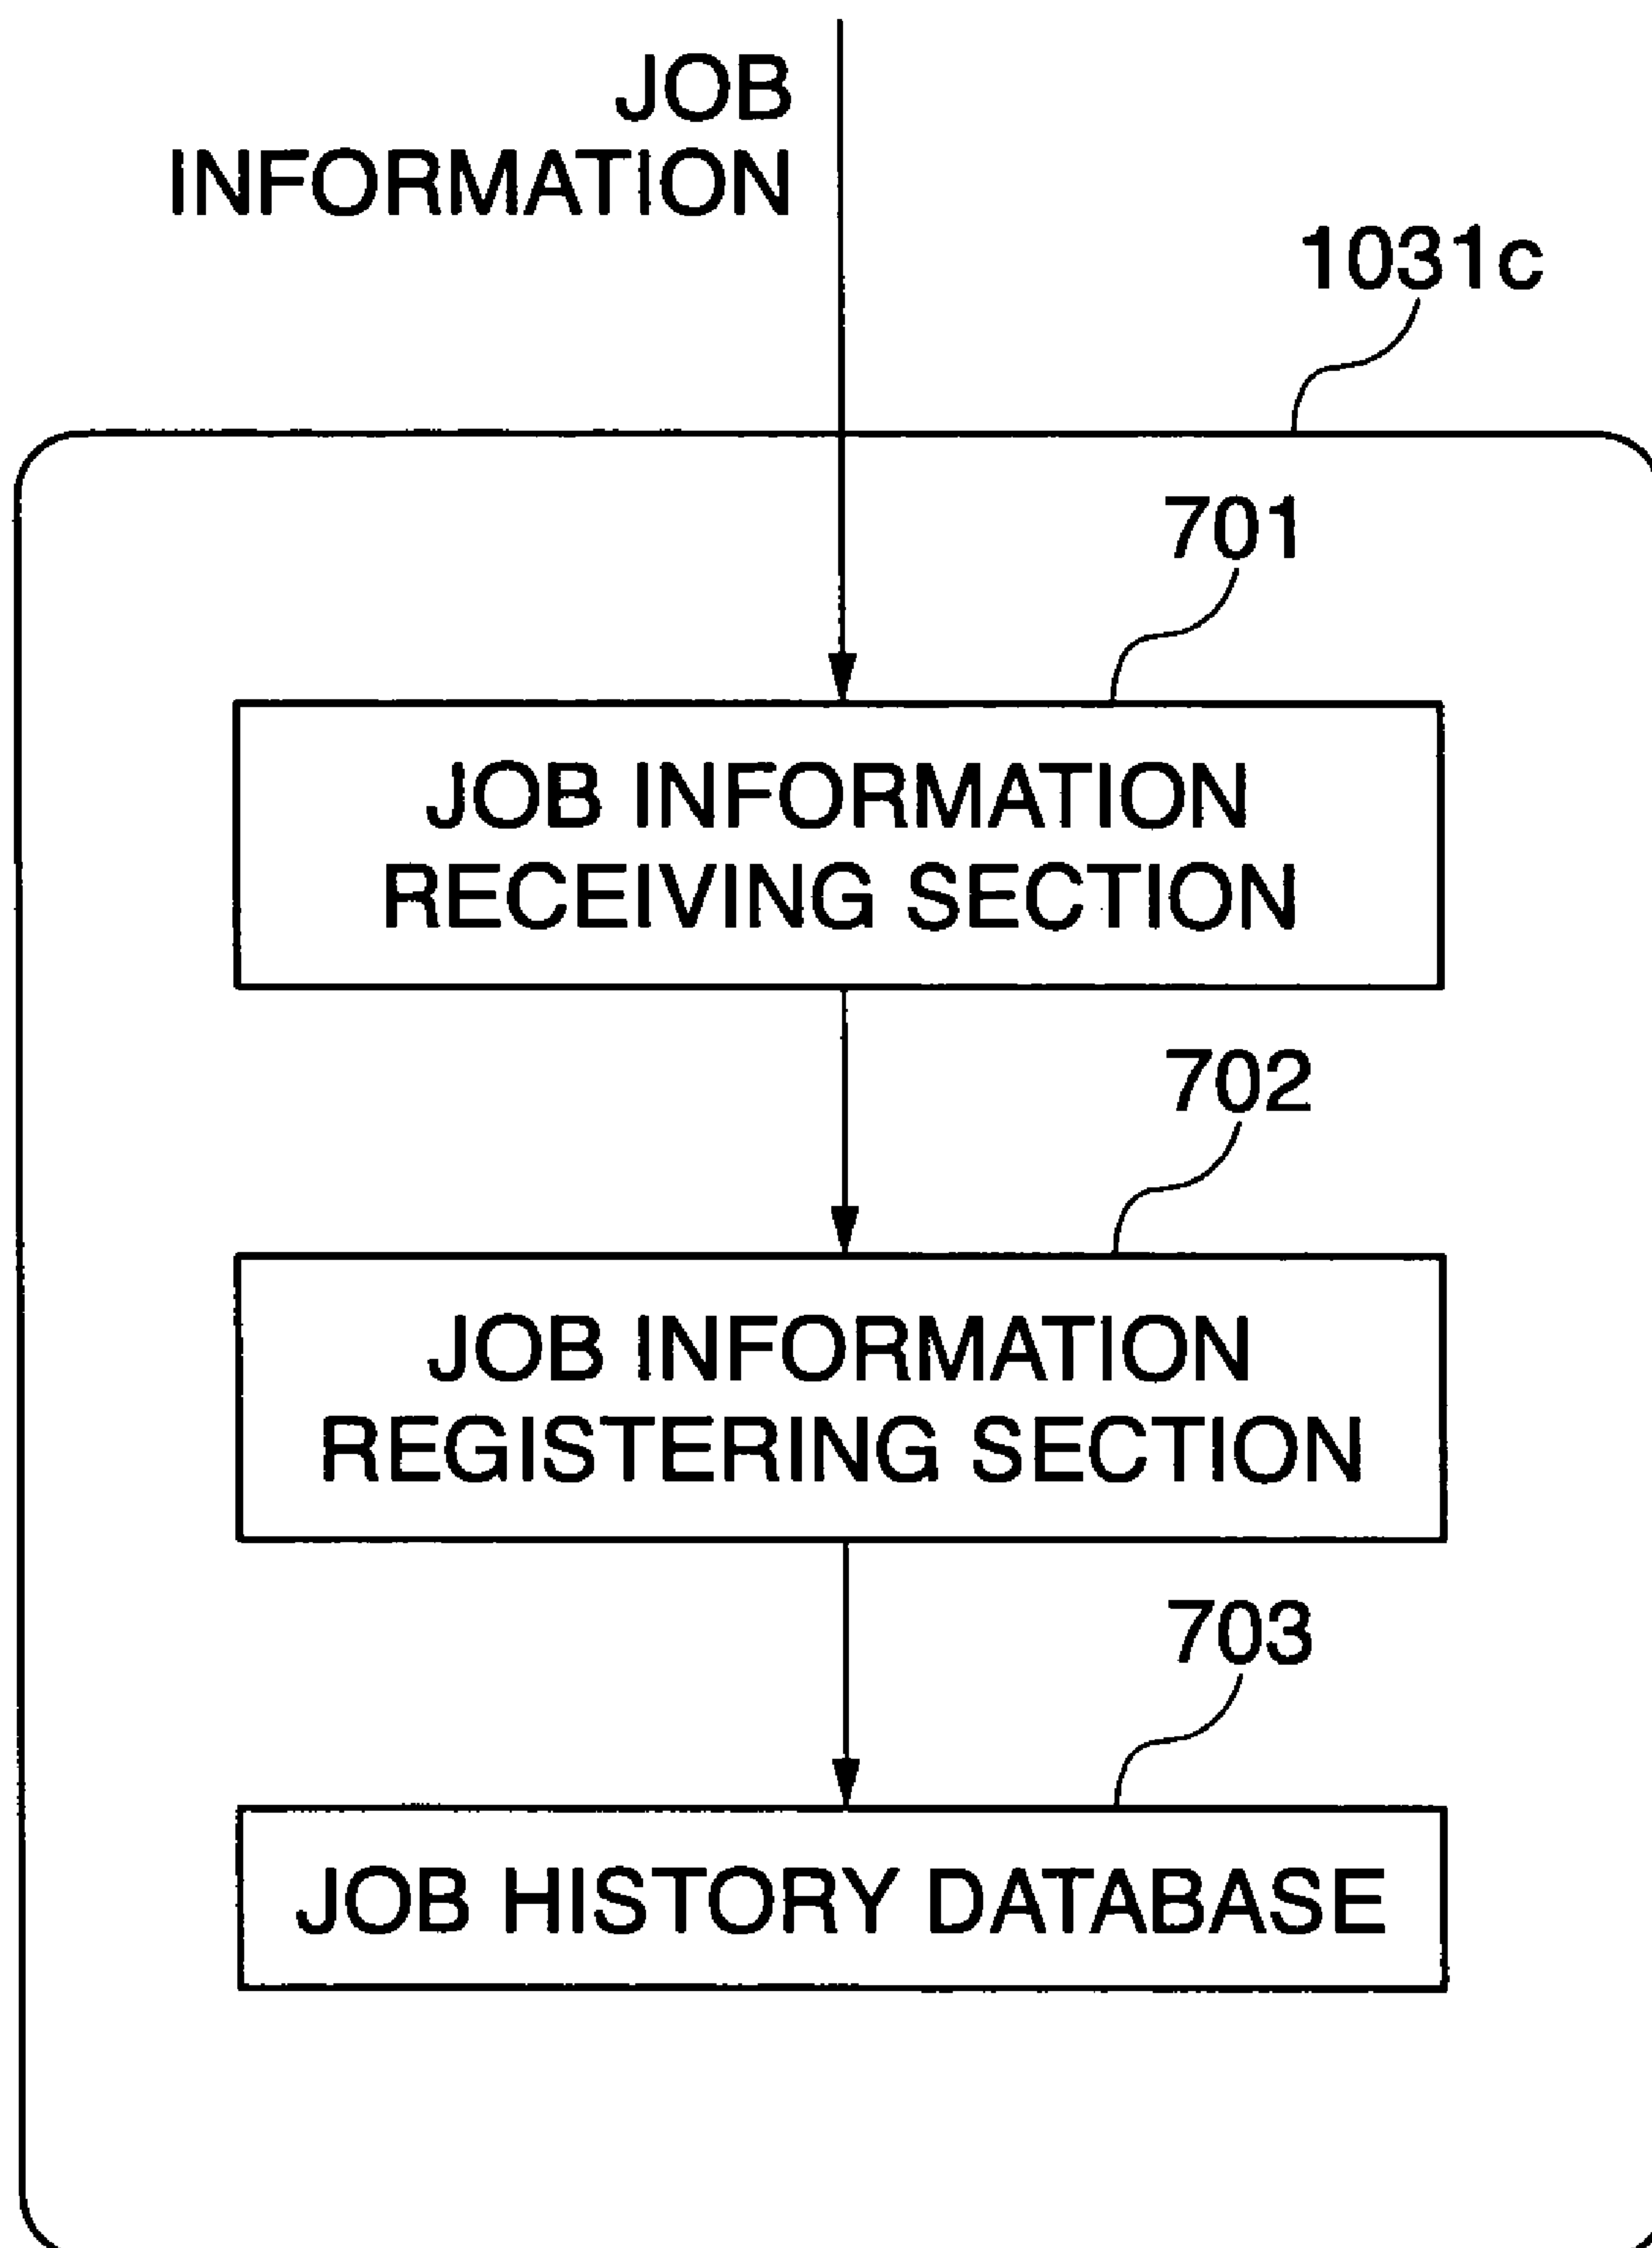 JOB
INFORMATION
1031c
701
JOB INFORMATION
RECEIVING SECTION
702
JOB INFORMATION
REGISTERING SECTION
703
JOB HISTORY DATABASE